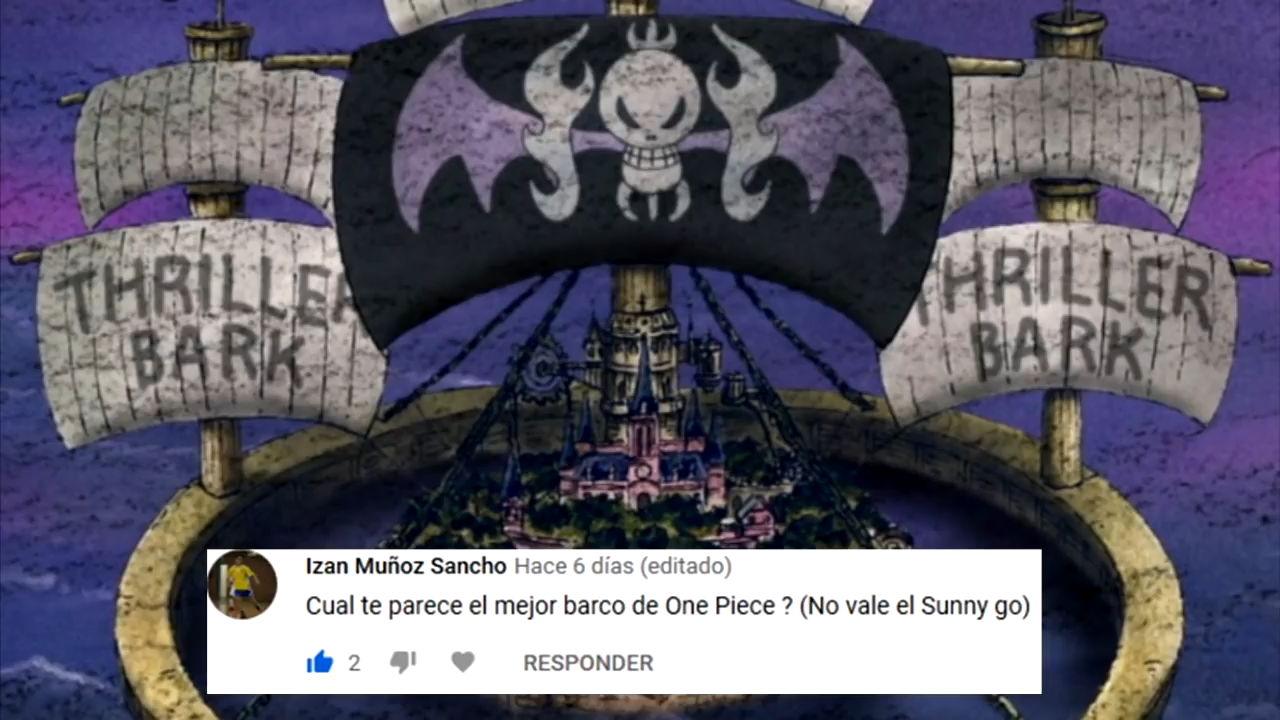 THRILLER
BARK
THRILLER
BARK
Izan Muñoz Sancho Hace 6 días (editado)
Cual te parece el mejor barco de One Piece ? (No vale el Sunny go)
2
RESPONDER